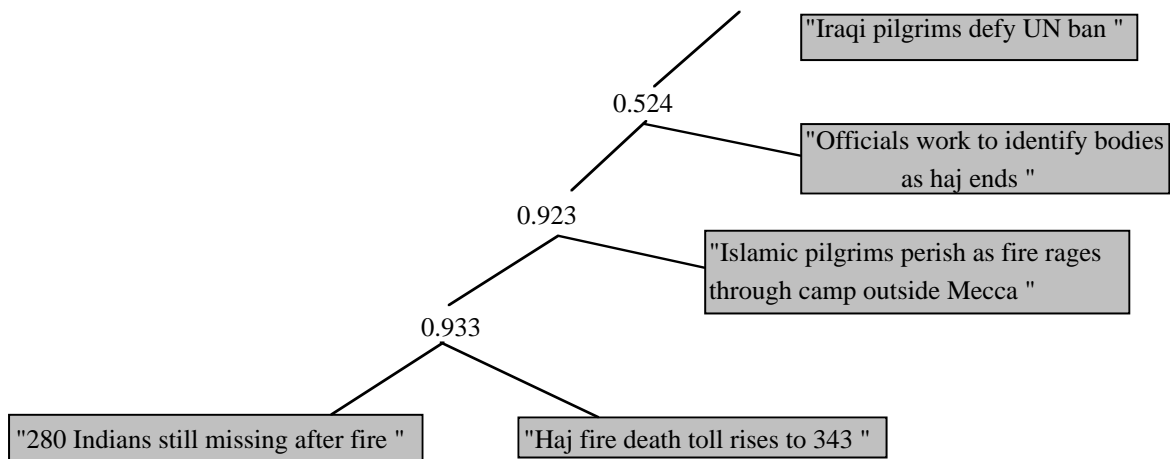 "Iraqi pilgrims defy UN ban "
0.524
"Officials work to identify bodies
as haj ends "
0.923
"Islamic pilgrims perish as fire rages
through camp outside Mecca "
0.933
"280 Indians still missing after fire "
"Haj fire death toll rises to 343 "